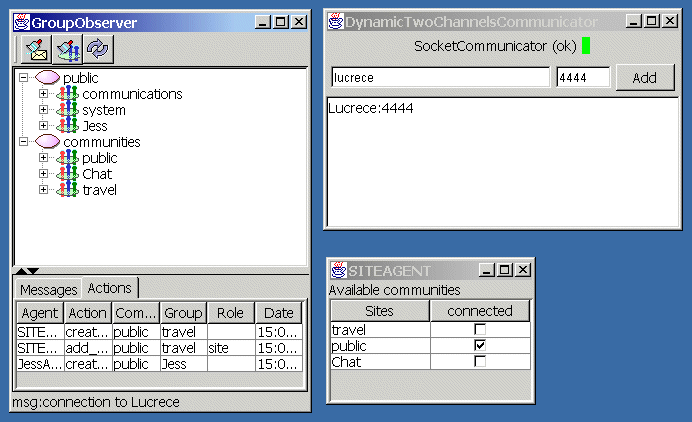 GroupObserver
public
communications
system
Jess
communities
public
Chat
travel
Messages Actions
Agent Action Com... Group Role Date
SITE... creat... public travel 15:0...
SITE... add_... public travel site 15:0...
JessA... creat... public Jess 15:0...
msg:connection to Lucrece
DynamicTwoChannelsCommunicator
SocketCommunicator (ok)
lucrece 4444 Add
Lucrece:4444
SITEAGENT
Available communities
Sites connected
travel
public
Chat